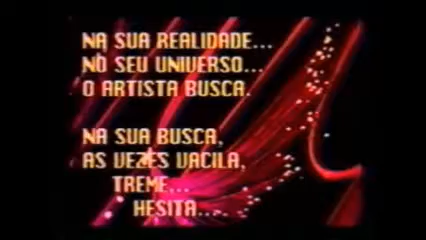 NA SUA REALIDADE...
NO SEU UNIVERSO...
O ARTISTA BUSCA.
NA SUA BUSCA,
AS VEZES VACILA,
TREME...
HESITA...